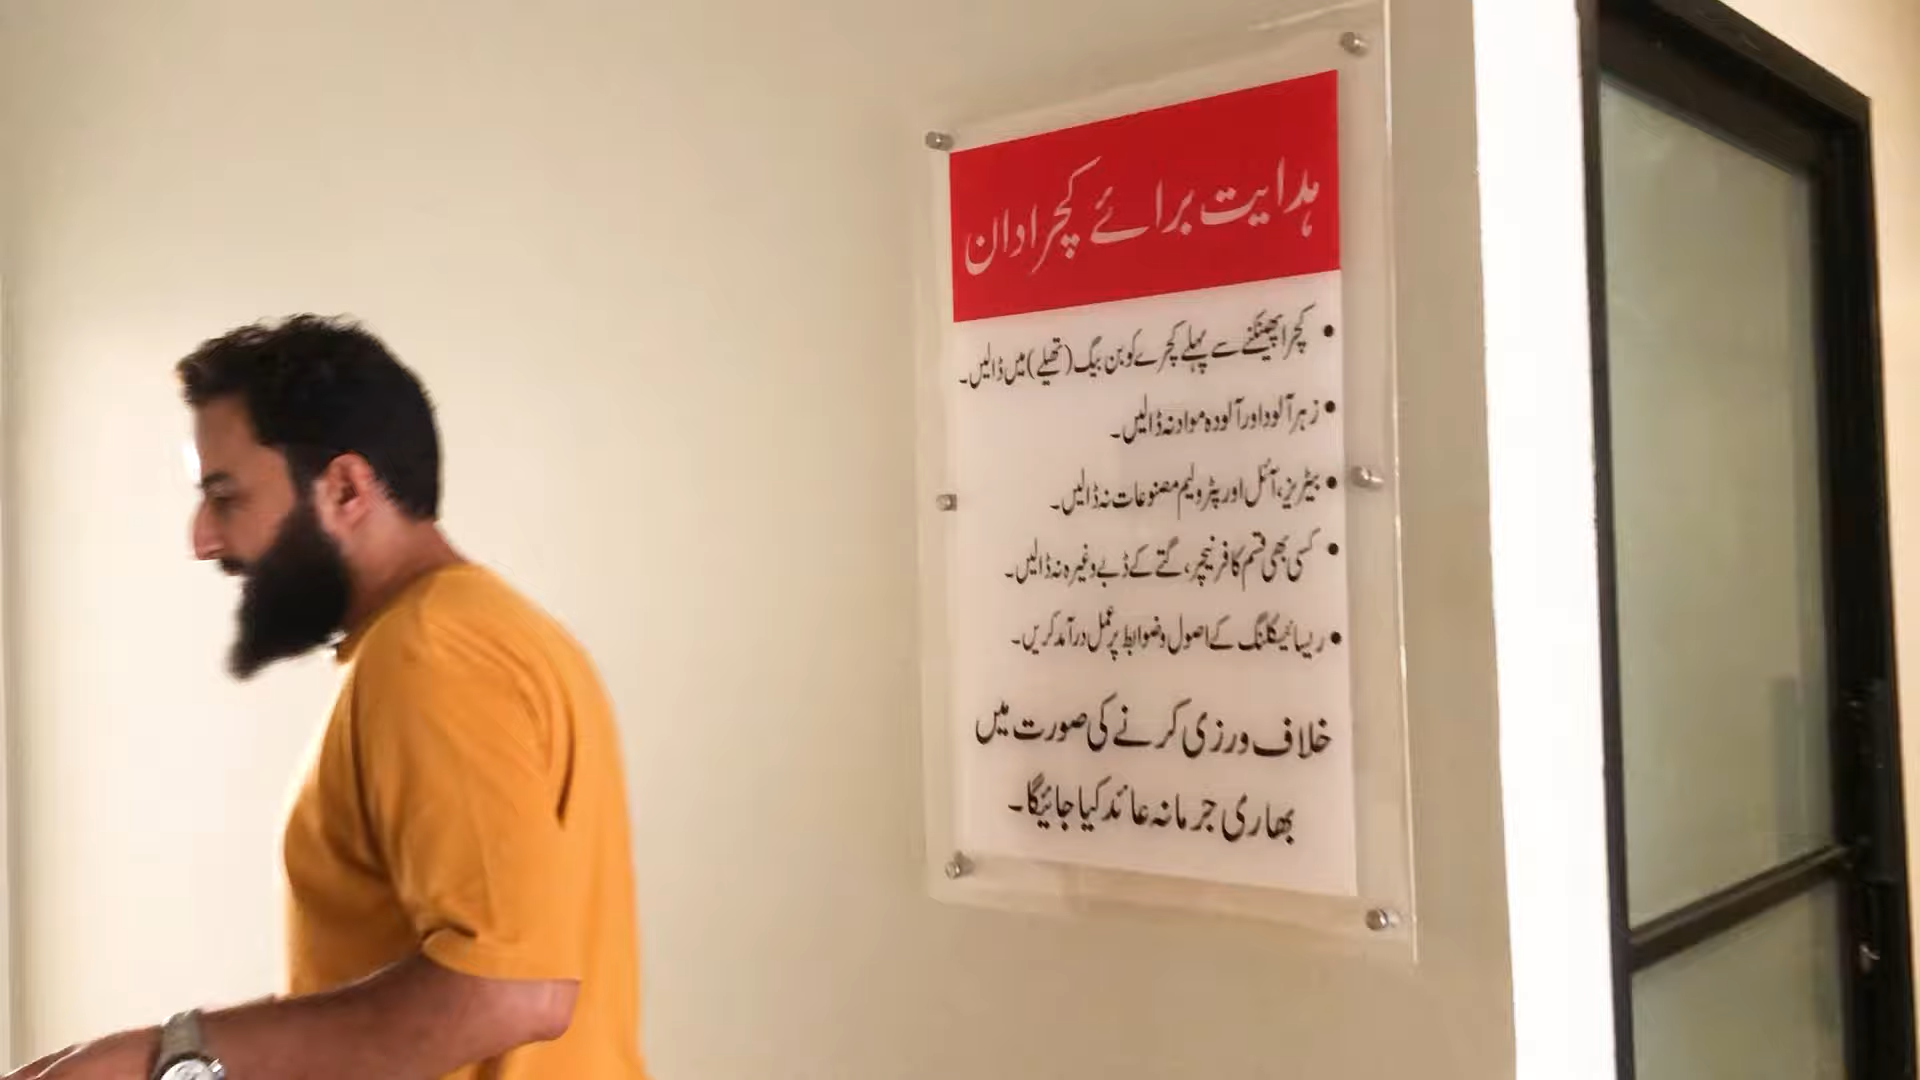 ہدایت برائے کچرادان
• کچرا پھینکنے سے پہلے کچرے کو بن بیگ (تھیلے) میں ڈالیں۔
• زہر آلود اور آلودہ مواد نہ ڈالیں۔
• بیٹریز، آئل اور پٹرولیم مصنوعات نہ ڈالیں۔
• کسی بھی قسم کا فرنیچر، گتے کے ڈبے وغیرہ نہ ڈالیں۔
• ریسائیکلنگ کے اصول و ضوابط پر عمل درآمد کریں۔
خلاف ورزی کرنے کی صورت میں
بھاری جرمانہ عائد کیا جائیگا۔